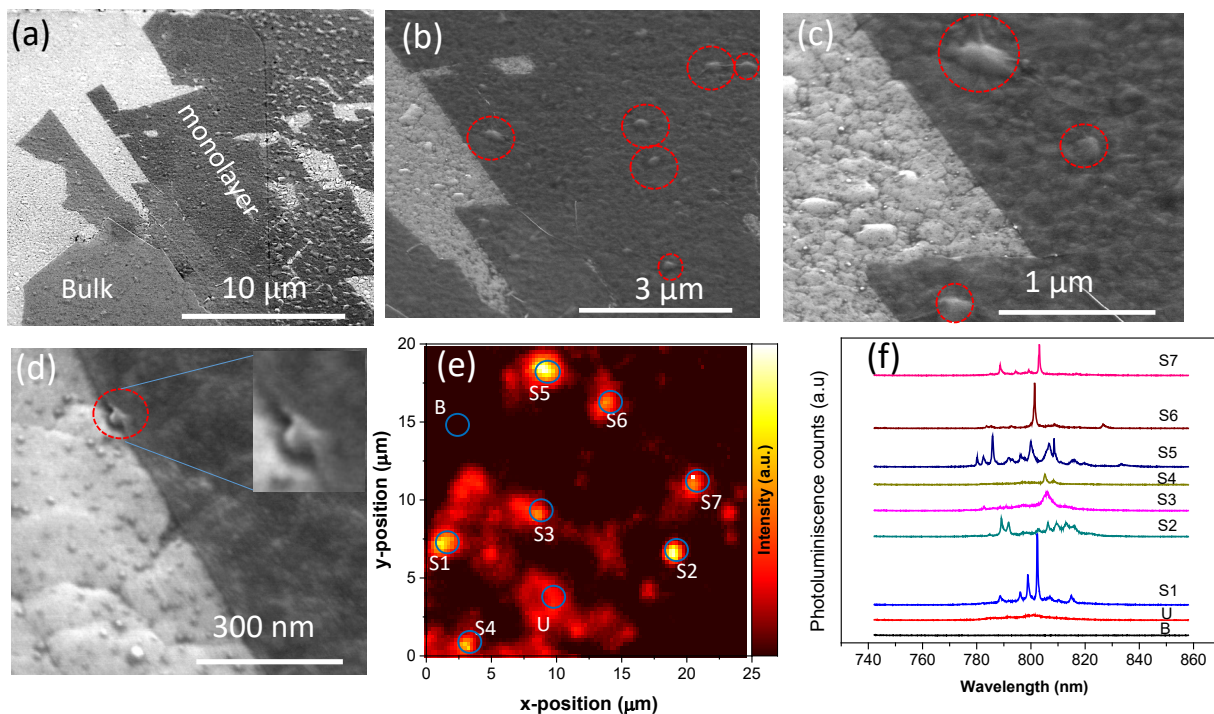 (a)
monolayer
Bulk
10 μm
(b)
3 μm
(c)
1 μm
(d)
300 nm
(e)
20
15
10
5
0
0
5
10
15
20
25
y-position (μm)
x-position (μm)
Intensity (a.u.)
S5
B
S6
S7
S3
S1
S2
S4
U
(f)
S7
S6
S5
S4
S3
S2
S1
U
B
Photoluminiscence counts (a.u)
740
760
780
800
820
840
860
Wavelength (nm)